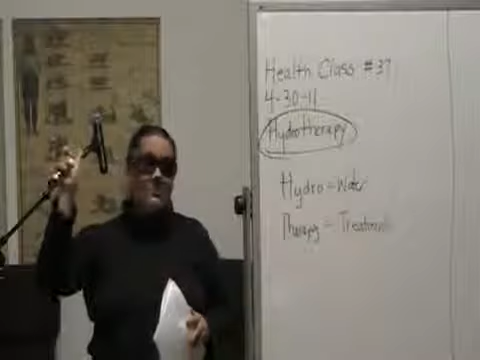 Health Class #37
4-30-11
Hydrotherapy
Hydro = Water
Therapy = Treatment